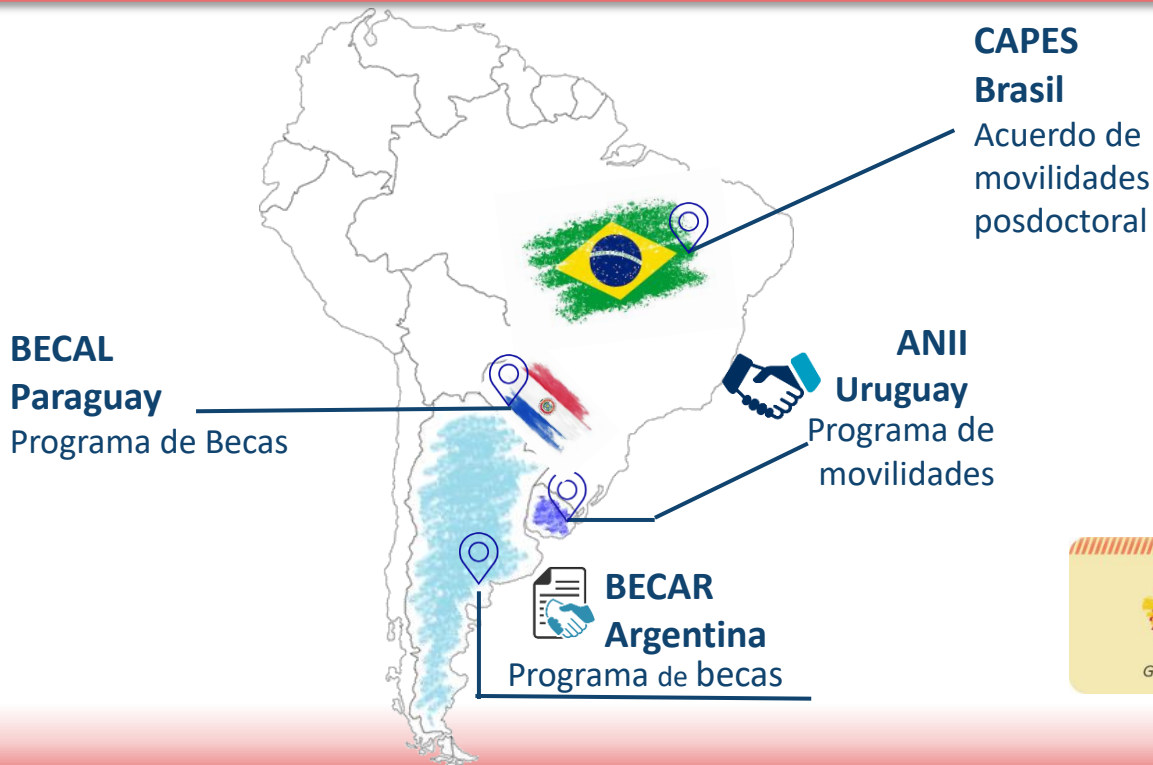 CAPES
Brasil
Acuerdo de
movilidades
posdoctoral
BECAL
Paraguay
Programa de Becas
ANII
Uruguay
Programa de
movilidades
BECAR
Argentina
Programa de becas
G